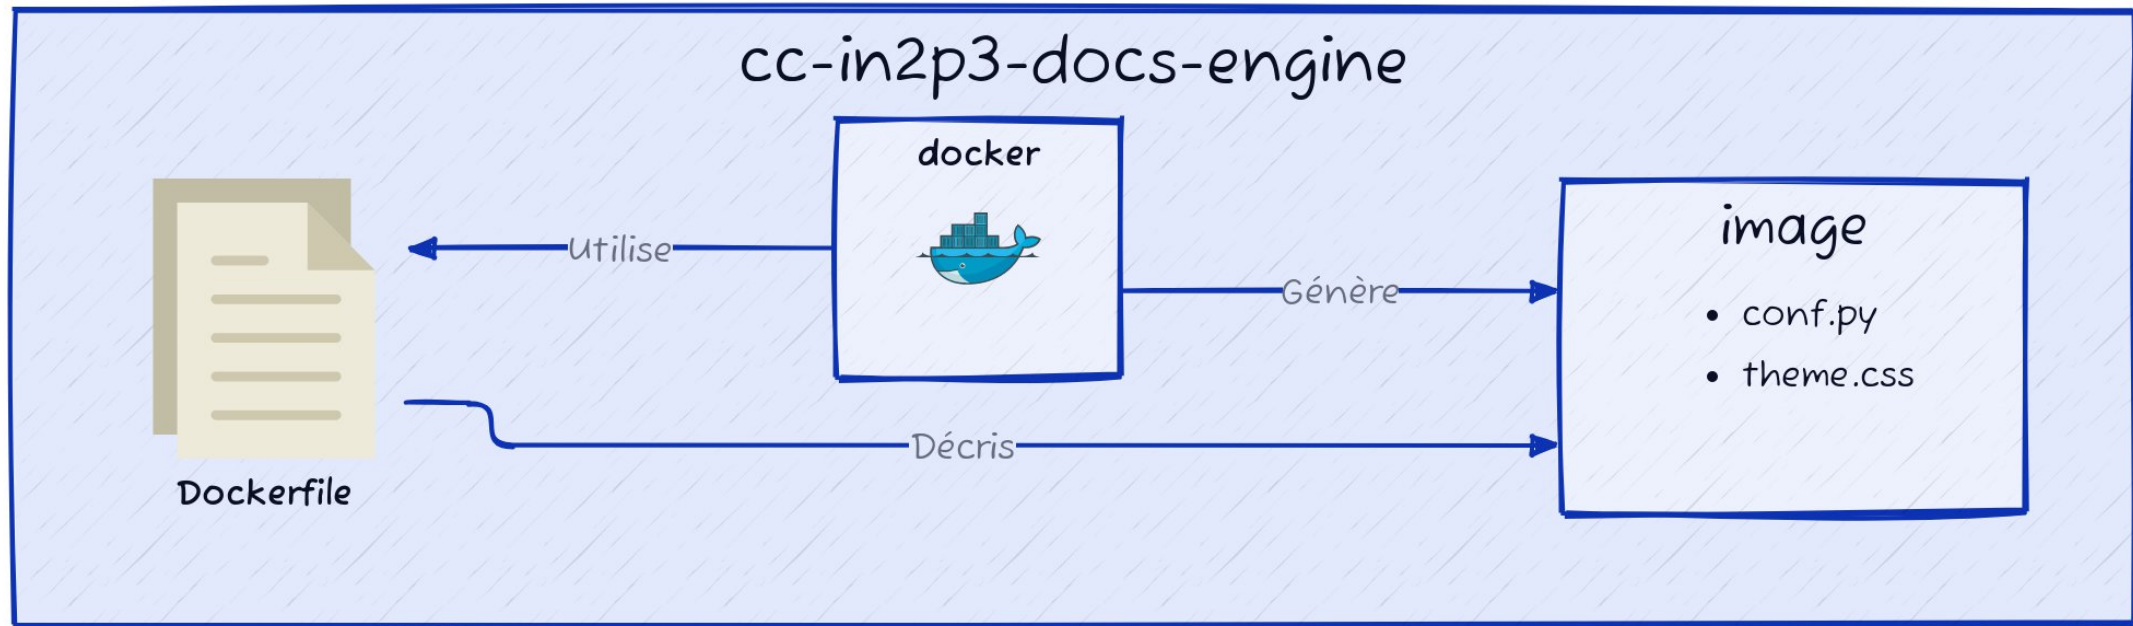 cc-in2p3-docs-engine
docker
Utilise
Génère
Décris
Dockerfile
image
• conf.py
• theme.css